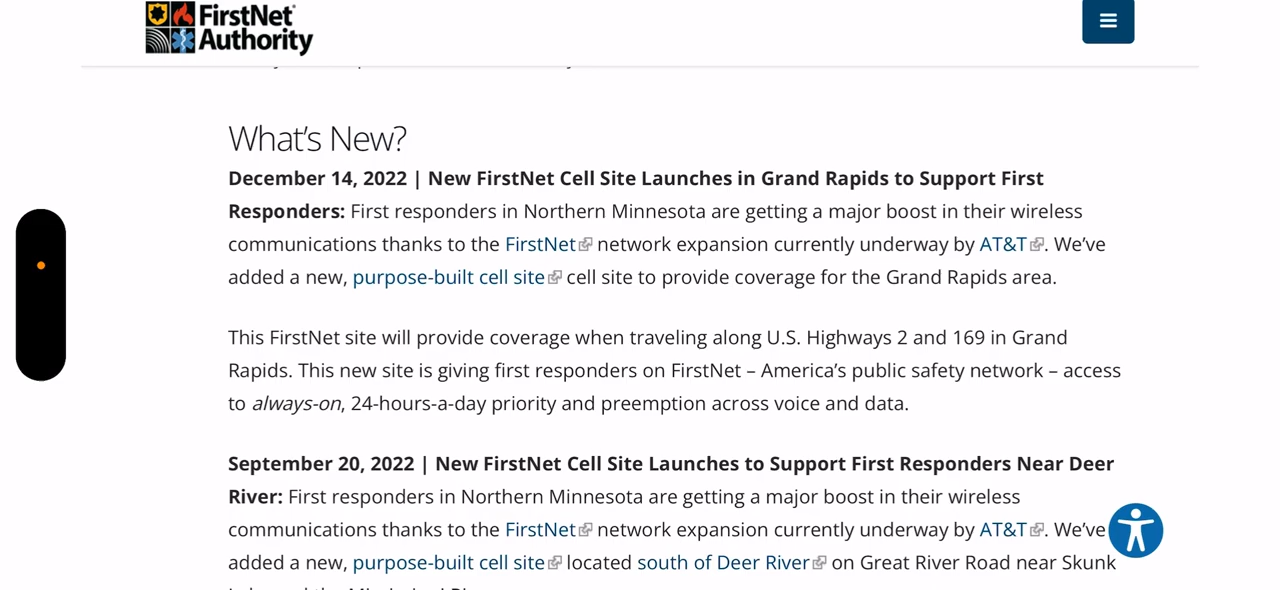 FirstNet
Authority
What's New?
December 14, 2022 | New FirstNet Cell Site Launches in Grand Rapids to Support First
Responders: First responders in Northern Minnesota are getting a major boost in their wireless
communications thanks to the FirstNet network expansion currently underway by AT&T. We've
added a new, purpose-built cell site cell site to provide coverage for the Grand Rapids area.
This FirstNet site will provide coverage when traveling along U.S. Highways 2 and 169 in Grand
Rapids. This new site is giving first responders on FirstNet – America's public safety network – access
to always-on, 24-hours-a-day priority and preemption across voice and data.
September 20, 2022 | New FirstNet Cell Site Launches to Support First Responders Near Deer
River: First responders in Northern Minnesota are getting a major boost in their wireless
communications thanks to the FirstNet network expansion currently underway by AT&T. We've
added a new, purpose-built cell site located south of Deer River on Great River Road near Skunk